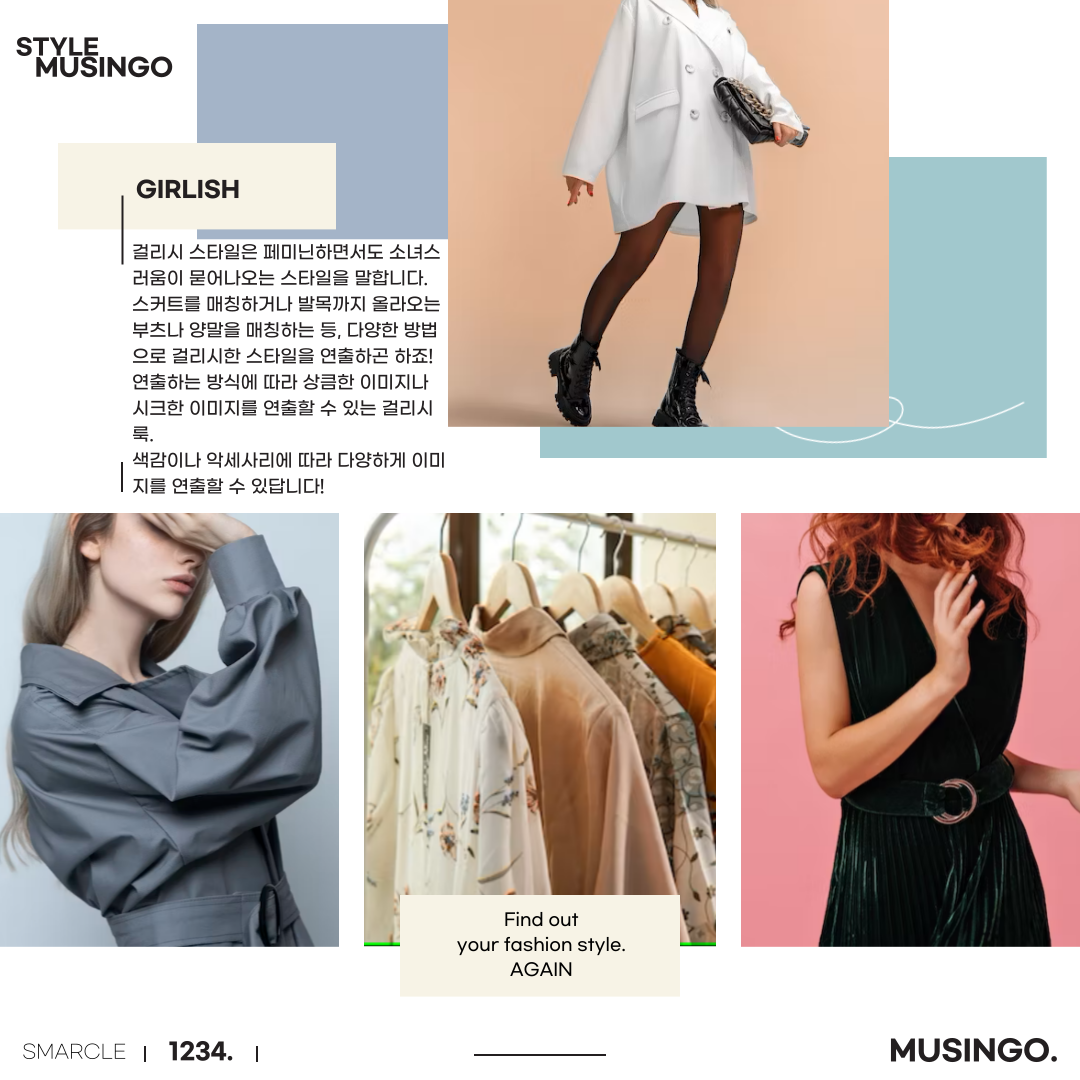 STYLE
MUSINGO
GIRLISH
걸리시 스타일은 페미닌하면서도 소녀스
러움이 묻어나오는 스타일을 말합니다.
스커트를 매칭하거나 발목까지 올라오는
부츠나 양말을 매칭하는 등, 다양한 방법
으로 걸리시한 스타일을 연출하곤 하죠!
연출하는 방식에 따라 상큼한 이미지나
시크한 이미지를 연출할 수 있는 걸리시
룩.
색감이나 악세사리에 따라 다양하게 이미
지를 연출할 수 있답니다!
Find out
your fashion style.
AGAIN
SMARCLE | 1234. |
MUSINGO.